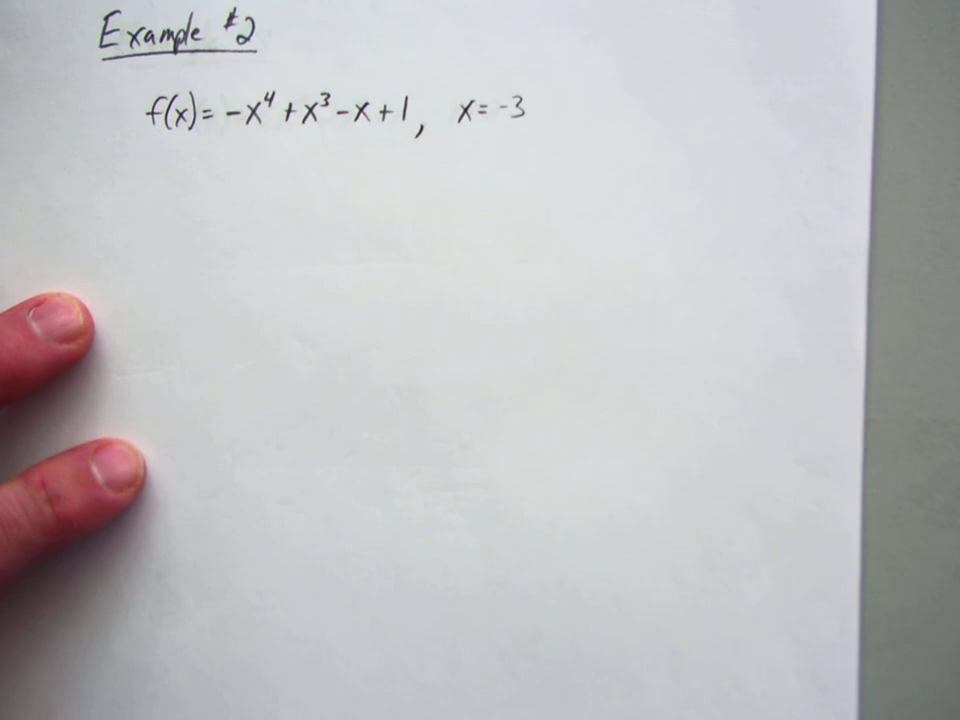 Example #2
f(x)= -x⁴ + x³ - x + 1, x= -3